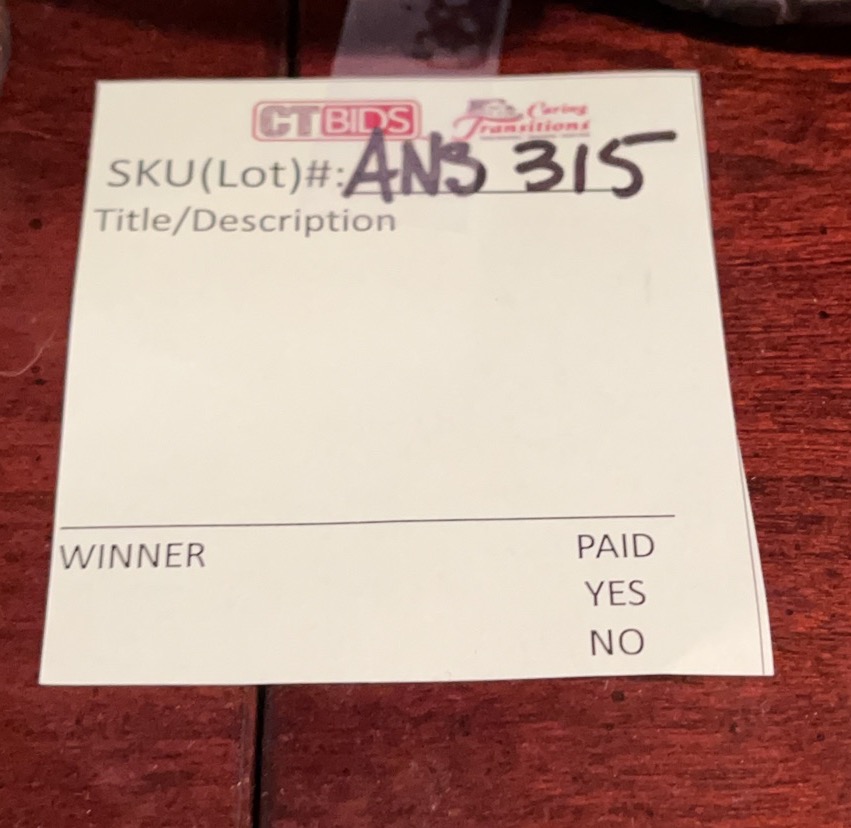 CTBIDS Caring Transitions
SKU(Lot)#: ANS 315
Title/Description
WINNER PAID
YES
NO